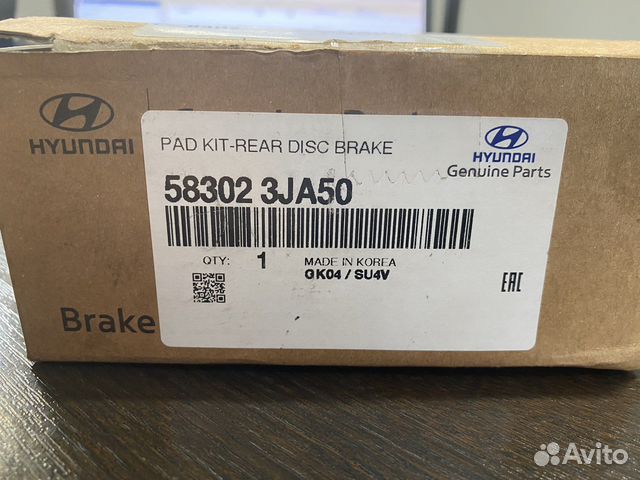 HYUNDAI
PAD KIT-REAR DISC BRAKE
HYUNDAI
Genuine Parts
58302 3JA50
QTY: 1
MADE IN KOREA
GK04 / SU4V
EAC
Brake
Avito